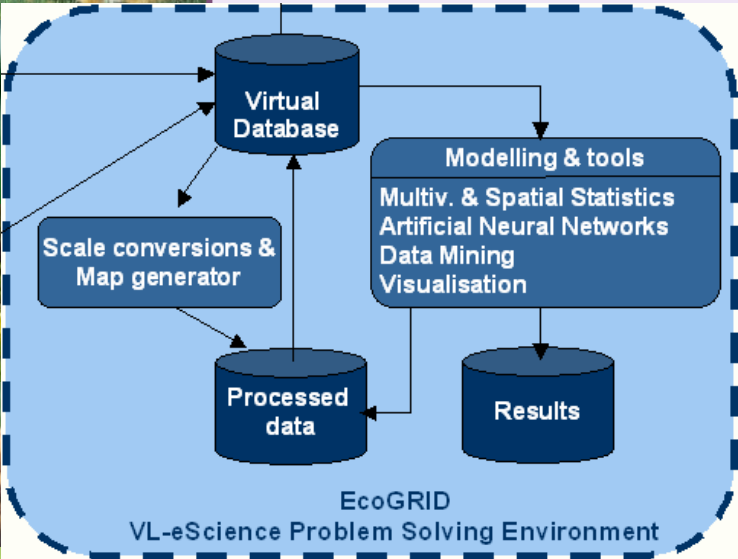 Virtual
Database
Modelling & tools
Multiv. & Spatial Statistics
Artificial Neural Networks
Data Mining
Visualisation
Scale conversions &
Map generator
Processed
data
Results
EcoGRID
VL-eScience Problem Solving Environment